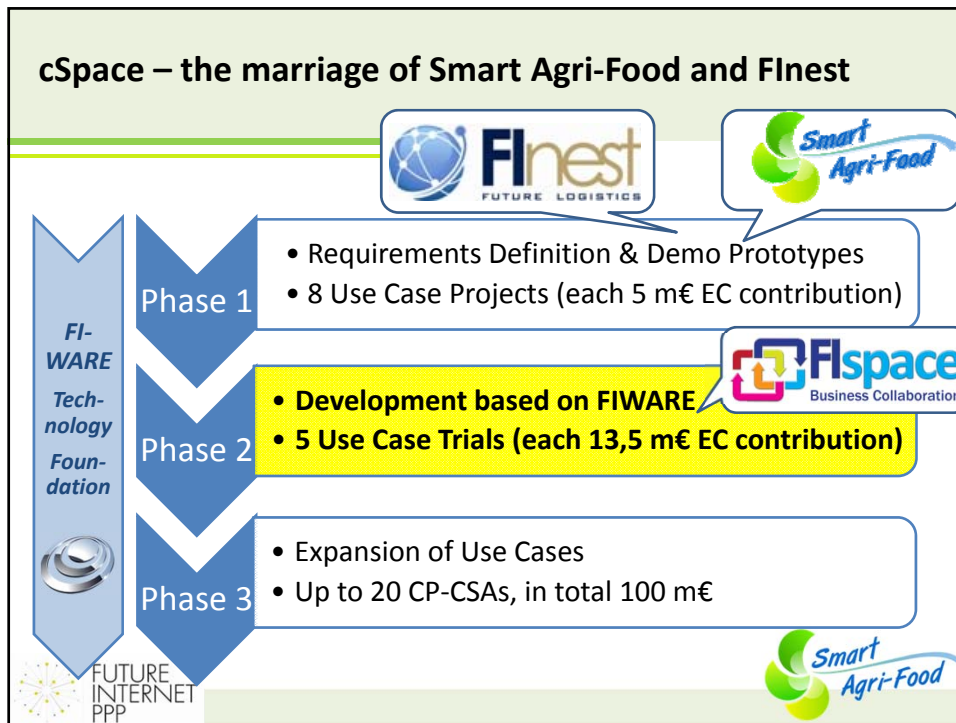 cSpace – the marriage of Smart Agri-Food and FInest
FInest
FUTURE LOGISTICS
Smart
Agri-Food
FI-
WARE
Tech-
nology
Foun-
dation
Phase 1
• Requirements Definition & Demo Prototypes
• 8 Use Case Projects (each 5 m€ EC contribution)
FIspace
Business Collaboration
Phase 2
• Development based on FIWARE
• 5 Use Case Trials (each 13,5 m€ EC contribution)
Phase 3
• Expansion of Use Cases
• Up to 20 CP-CSAs, in total 100 m€
FUTURE
INTERNET
PPP
Smart
Agri-Food